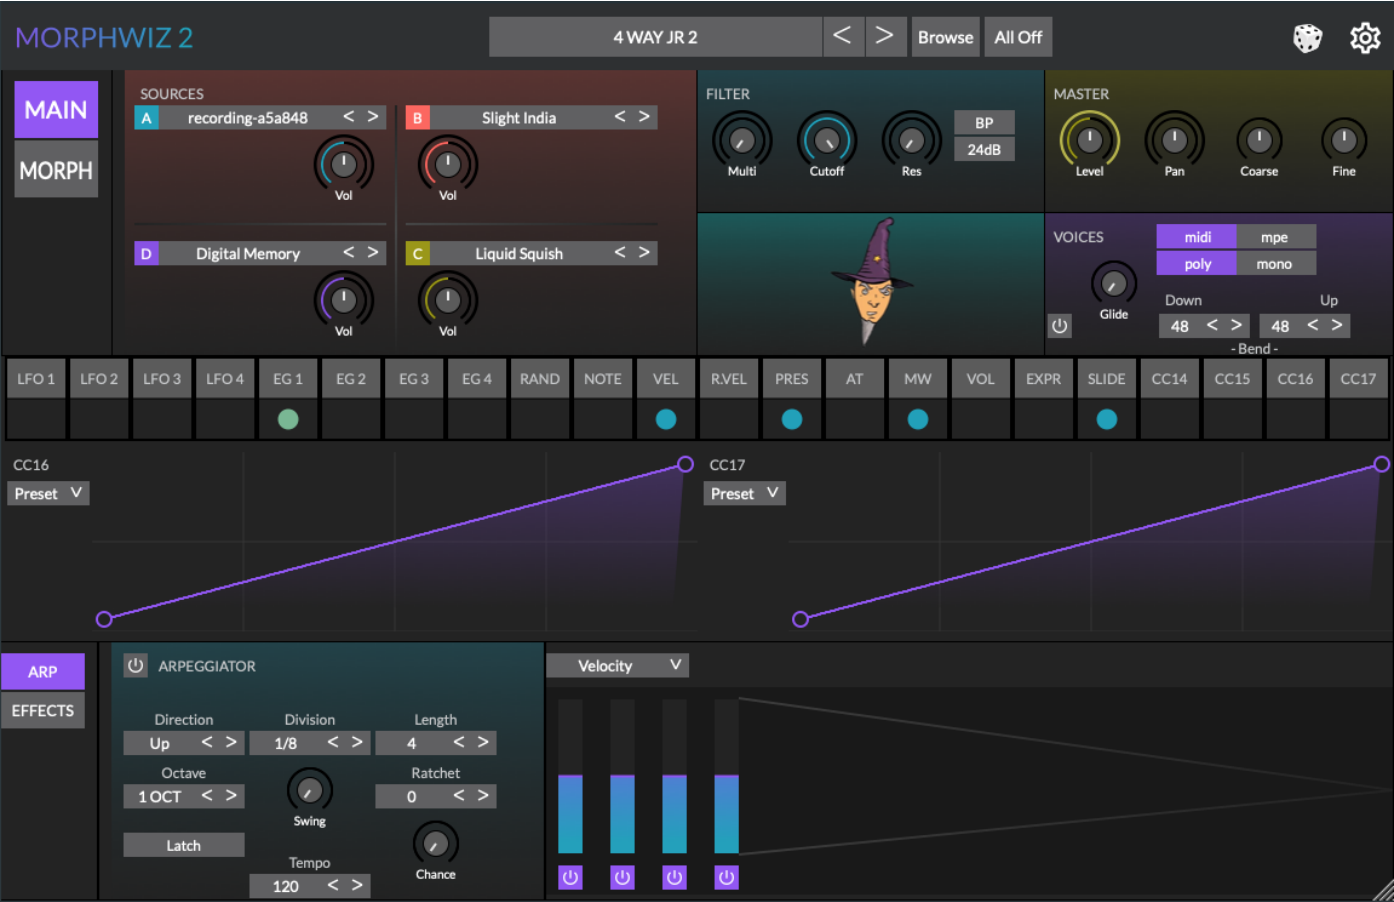 MORPHWIZ 2
4 WAY JR 2 < > Browse All Off
MAIN
MORPH
SOURCES
A recording-a5a848 < >
Vol
B Slight India < >
Vol
D Digital Memory < >
Vol
C Liquid Squish < >
Vol
FILTER
Multi Cutoff Res
BP
24dB
MASTER
Level Pan Coarse Fine
VOICES
midi mpe
poly mono
Glide
Down Up
48 < > 48 < >
- Bend -
LFO 1 LFO 2 LFO 3 LFO 4 EG 1 EG 2 EG 3 EG 4 RAND NOTE VEL R.VEL PRES AT MW VOL EXPR SLIDE CC14 CC15 CC16 CC17
CC16
Preset V
CC17
Preset V
ARP
EFFECTS
ARPEGGIATOR
Direction Division Length
Up < > 1/8 < > 4 < >
Octave Ratchet
1 OCT < > 0 < >
Swing
Latch
Tempo
120 < >
Chance
Velocity V